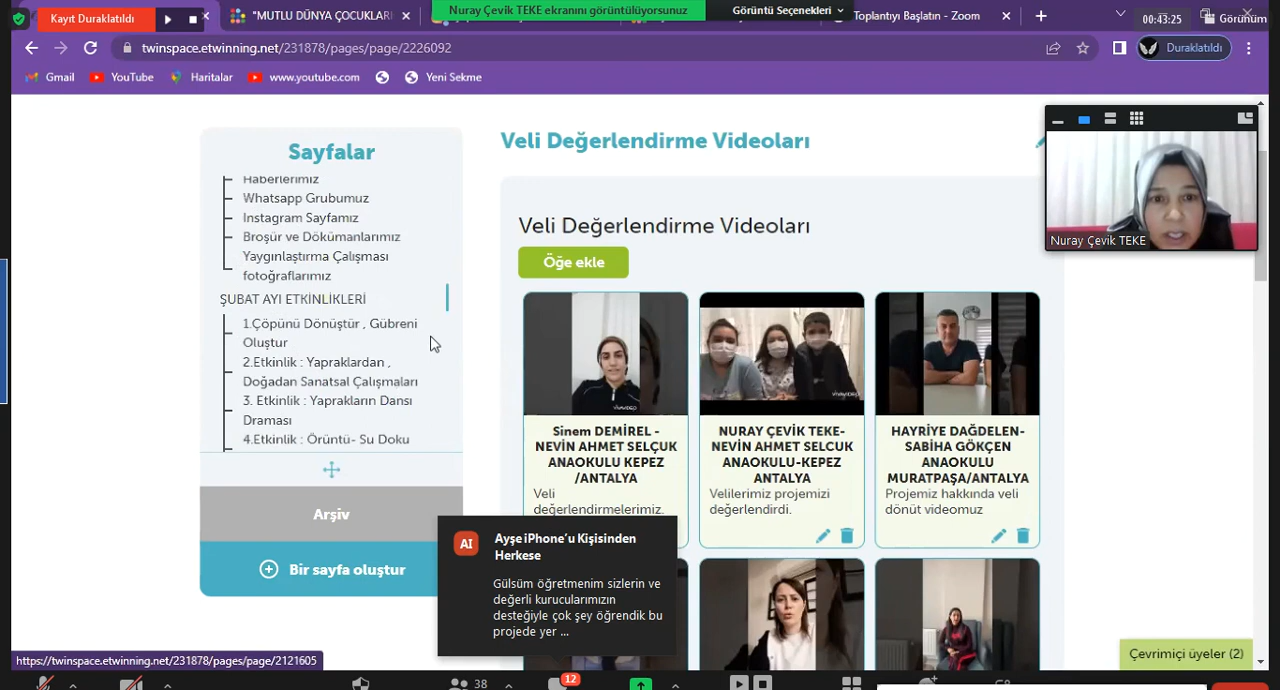 Kayıt Duraklatıldı
"MUTLU DÜNYA ÇOCUKLARI
Nuray Çevik TEKE ekranını görüntülüyorsunuz
Görüntü Seçenekleri
Toplantıyı Başlatın - Zoom
00:43:25
Görünüm
twinspace.etwinning.net/231878/pages/page/2226092
Duraklatıldı
Gmail
YouTube
Haritalar
www.youtube.com
Yeni Sekme
Sayfalar
Haberlerimiz
Whatsapp Grubumuz
Instagram Sayfamız
Broşür ve Dökümanlarımız
Yaygınlaştırma Çalışması
fotoğraflarımız
ŞUBAT AYI ETKİNLİKLERİ
1.Çöpünü Dönüştür , Gübreni
Oluştur
2.Etkinlik : Yapraklardan ,
Doğadan Sanatsal Çalışmaları
3. Etkinlik : Yaprakların Dansı
Draması
4.Etkinlik : Örüntü- Su Doku
Arşiv
Bir sayfa oluştur
Veli Değerlendirme Videoları
Veli Değerlendirme Videoları
Öğe ekle
VIVAVIDEO
Sinem DEMİREL -
NEVİN AHMET SELÇUK
ANAOKULU KEPEZ
/ANTALYA
Veli
değerlendirmelerimiz.
VIVAVIDEO
NURAY ÇEVİK TEKE-
NEVİN AHMET SELCUK
ANAOKULU-KEPEZ
ANTALYA
Velilerimiz projemizi
değerlendirdi.
HAYRİYE DAĞDELEN-
SABİHA GÖKÇEN
ANAOKULU
MURATPAŞA/ANTALYA
Projemiz hakkında veli
dönüt videomuz
Nuray Çevik TEKE
AI
Ayşe iPhone'u Kişisinden
Herkese
Gülsüm öğretmenim sizlerin ve
değerli kurucularımızın
desteğiyle çok şey öğrendik bu
projede yer ...
Çevrimiçi üyeler (2)
https://twinspace.etwinning.net/231878/pages/page/2121605
38
12